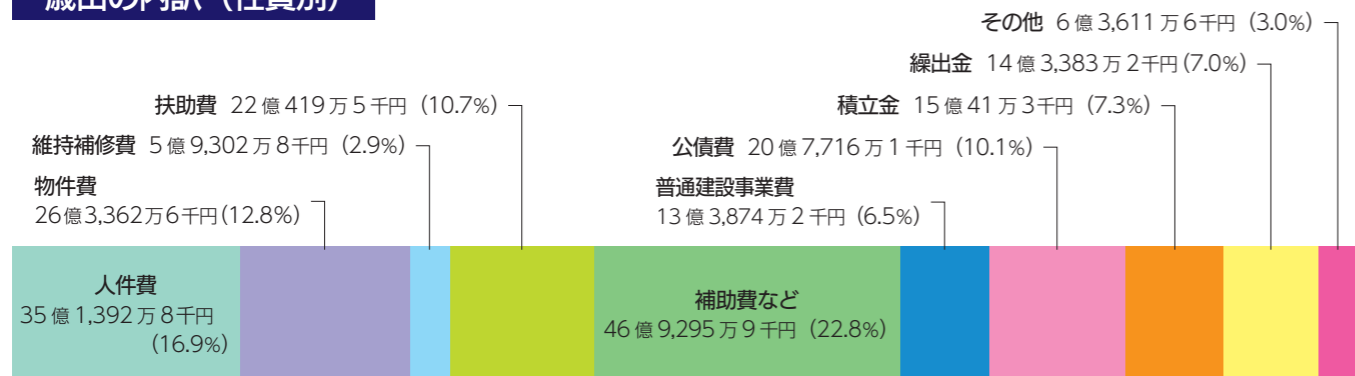 歳出の内訳（性質別）
その他 6億3,611万6千円（3.0%）
繰出金 14億3,383万2千円(7.0%)
扶助費 22億419万5千円（10.7%）
積立金 15億41万3千円（7.3%）
維持補修費 5億9,302万8千円（2.9%）
公債費 20億7,716万1千円（10.1%）
物件費
26億3,362万6千円(12.8%)
普通建設事業費
13億3,874万2千円（6.5%）
人件費
35億1,392万8千円
(16.9%)
補助費など
46億9,295万9千円（22.8%）